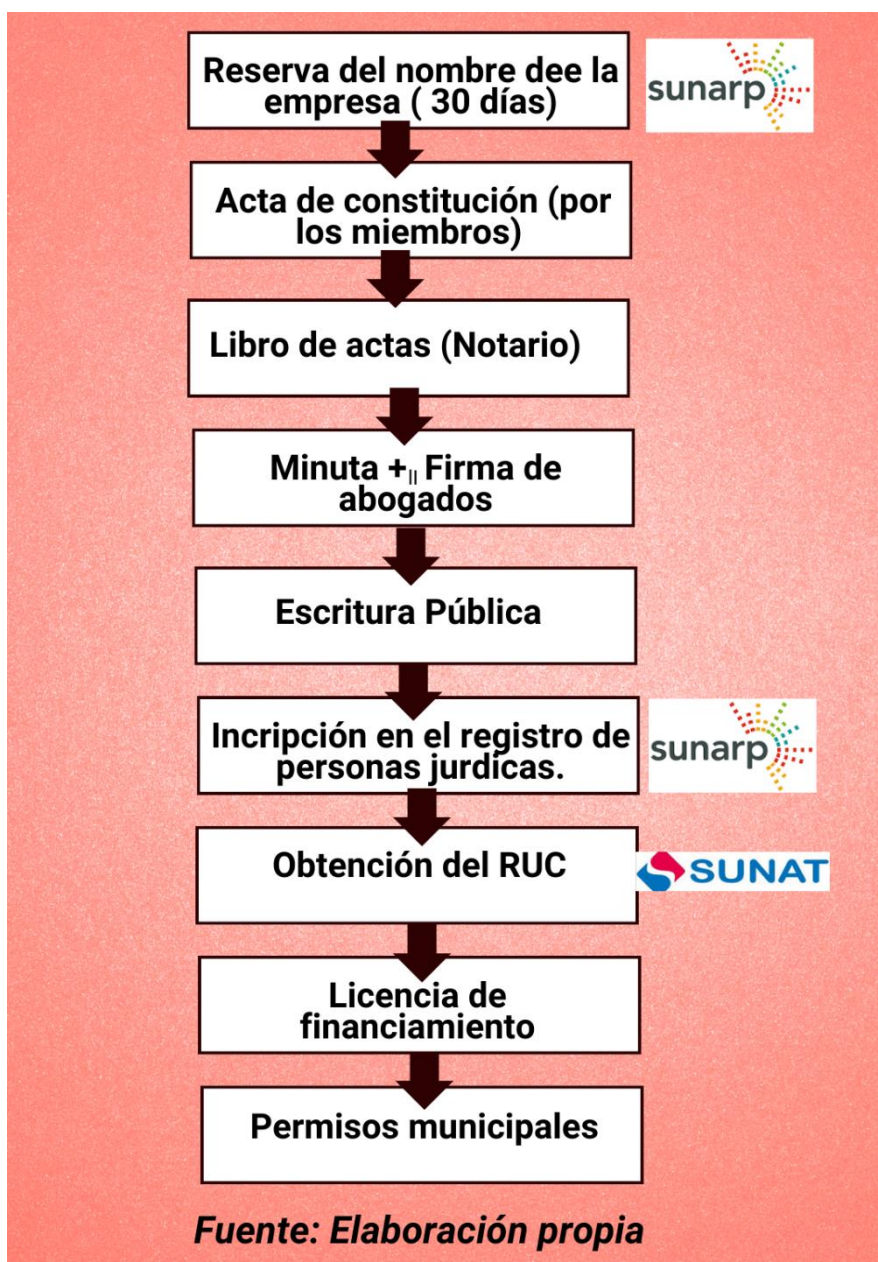 Reserva del nombre dee la
empresa ( 30 días)
sunarp
Acta de constitución (por
los miembros)
Libro de actas (Notario)
Minuta +II Firma de
abogados
Escritura Pública
Incripción en el registro de
personas jurdícas.
sunarp
Obtención del RUC
SUNAT
Licencia de
financiamiento
Permisos municipales
Fuente: Elaboración propia